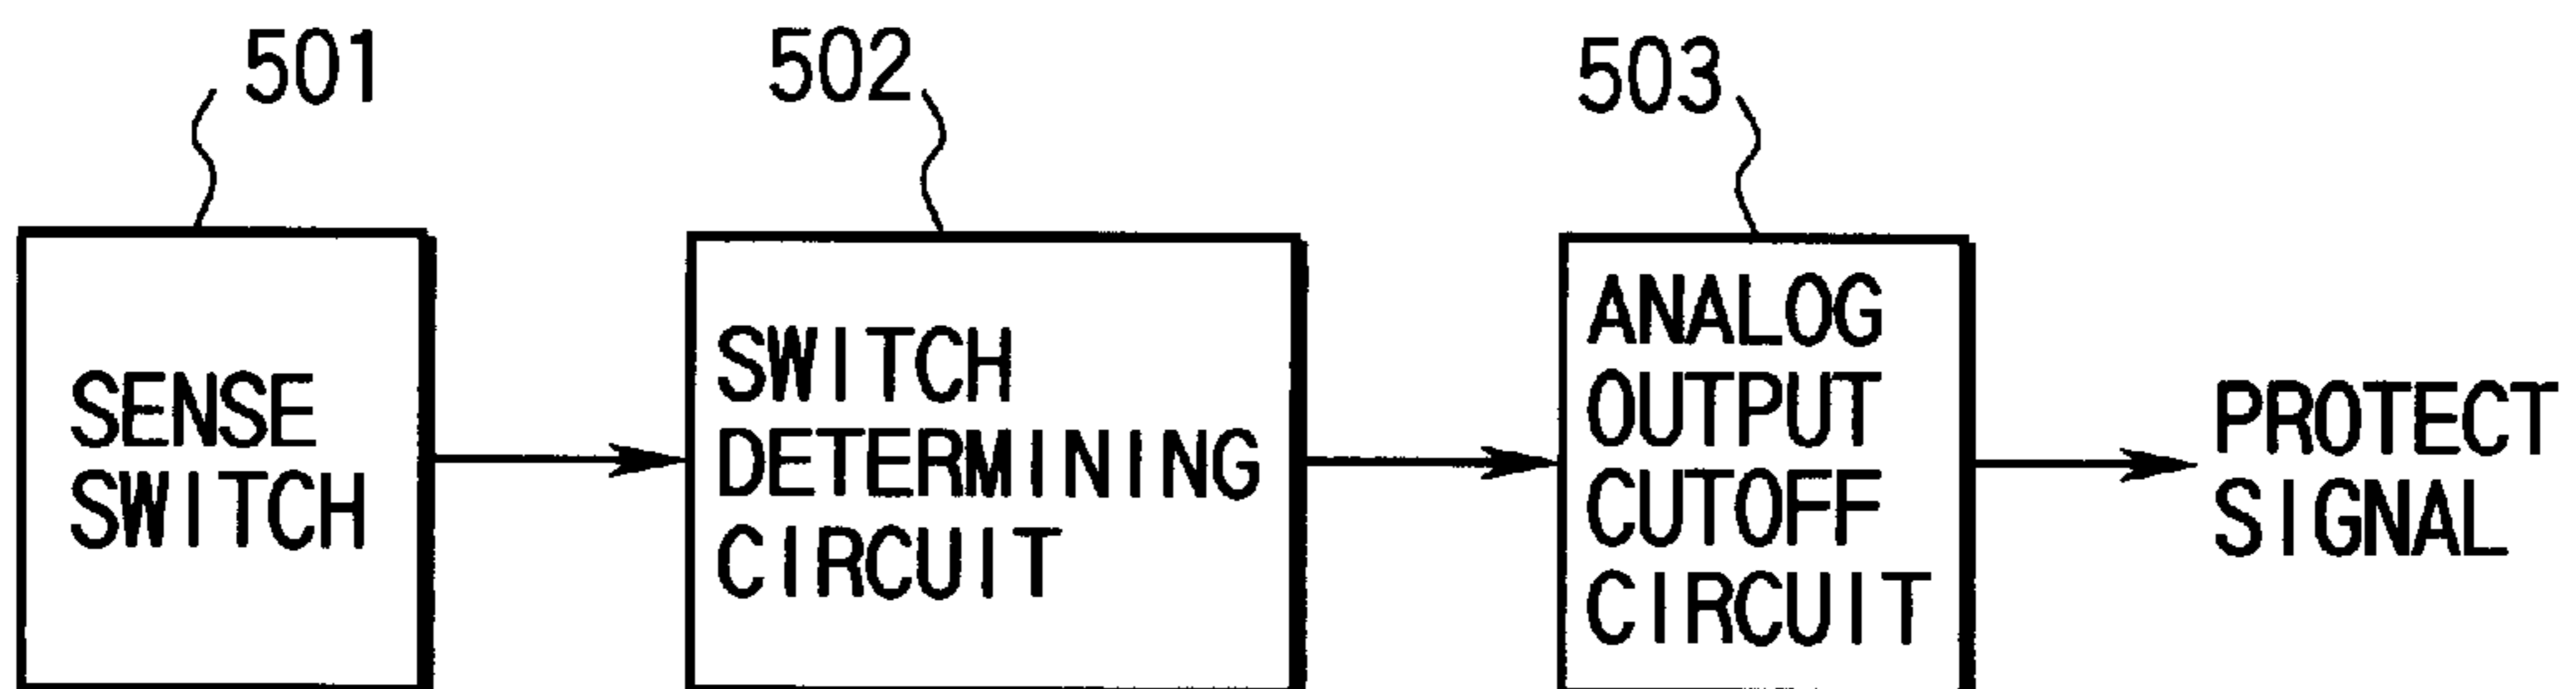 501
502
503
SENSE
SWITCH
SWITCH
DETERMINING
CIRCUIT
ANALOG
OUTPUT
CUTOFF
CIRCUIT
PROTECT
SIGNAL